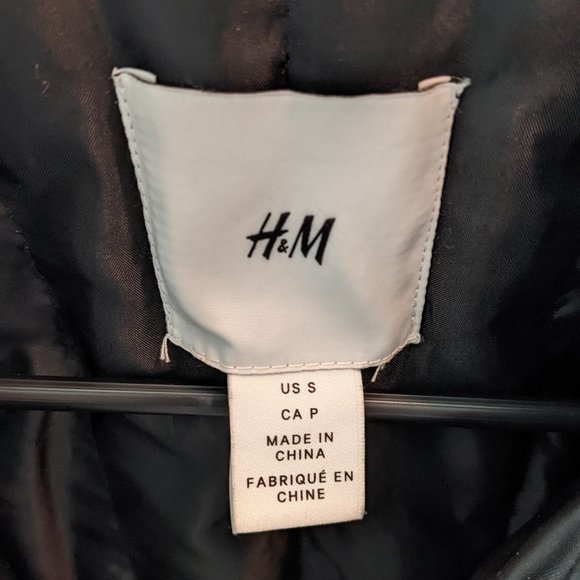 H&M
US S
CA P
MADE IN
CHINA
FABRIQUÉ EN
CHINE